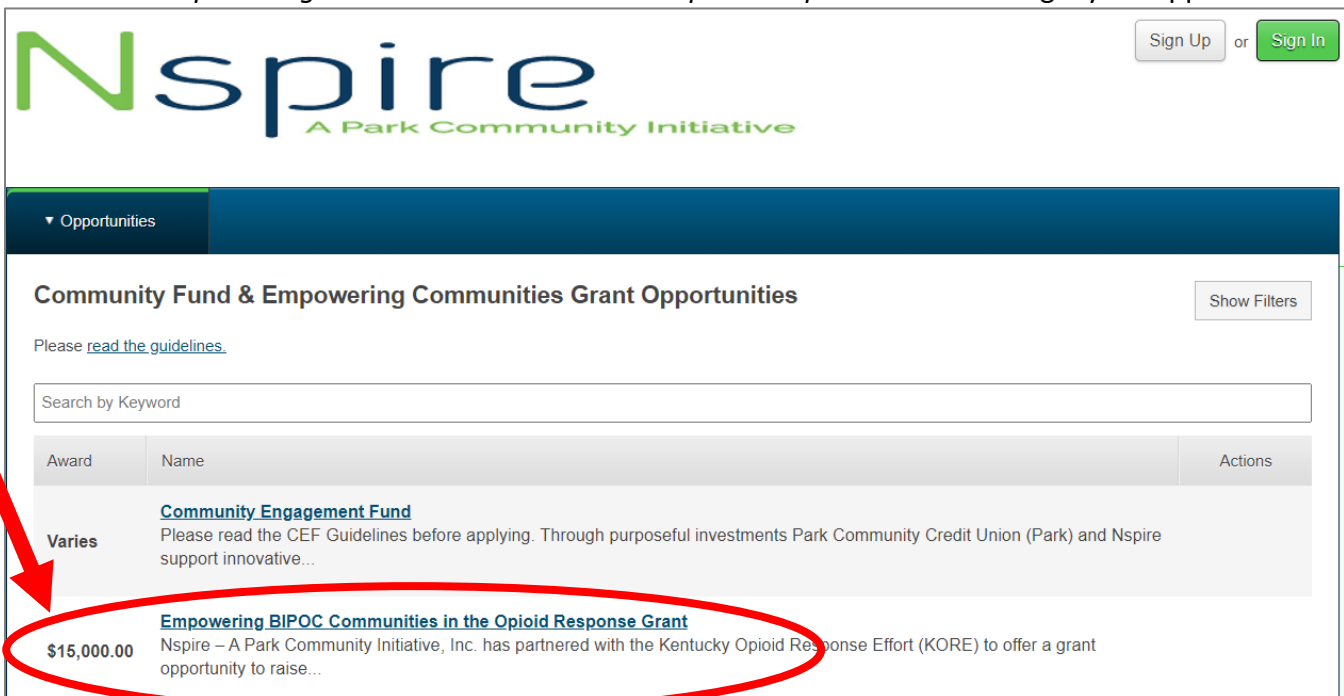 Nspire
A Park Community Initiative
Sign Up or Sign In
▾ Opportunities
Community Fund & Empowering Communities Grant Opportunities
Show Filters
Please read the guidelines.
Search by Keyword
Award Name Actions
Community Engagement Fund
Varies
Please read the CEF Guidelines before applying. Through purposeful investments Park Community Credit Union (Park) and Nspire
support innovative...
Empowering BIPOC Communities in the Opioid Response Grant
$15,000.00
Nspire – A Park Community Initiative, Inc. has partnered with the Kentucky Opioid Response Effort (KORE) to offer a grant
opportunity to raise...